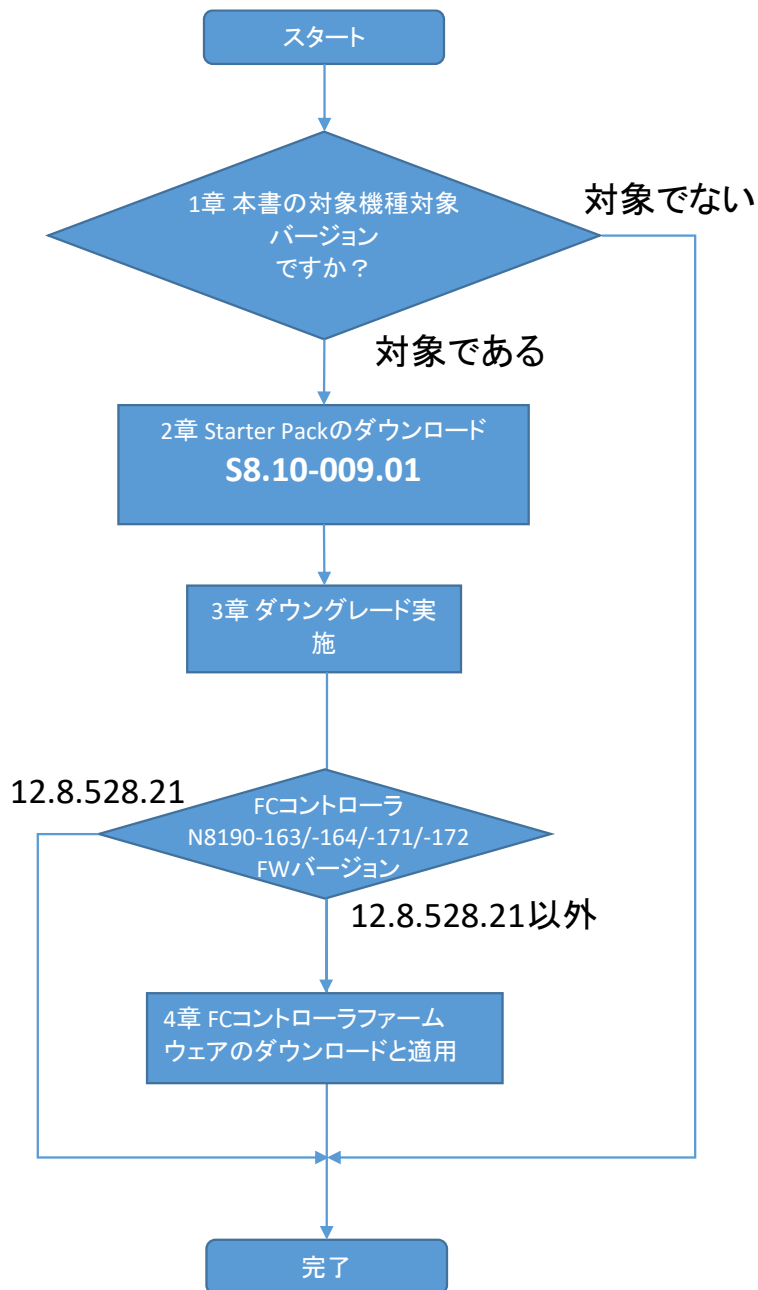 スタート
1章 本書の対象機種対象
バージョン
ですか？
対象でない
対象である
2章 Starter Packのダウンロード
S8.10-009.01
3章 ダウングレード実
施
12.8.528.21
FCコントローラ
N8190-163/-164/-171/-172
FWバージョン
12.8.528.21以外
4章 FCコントローラファーム
ウェアのダウンロードと適用
完了